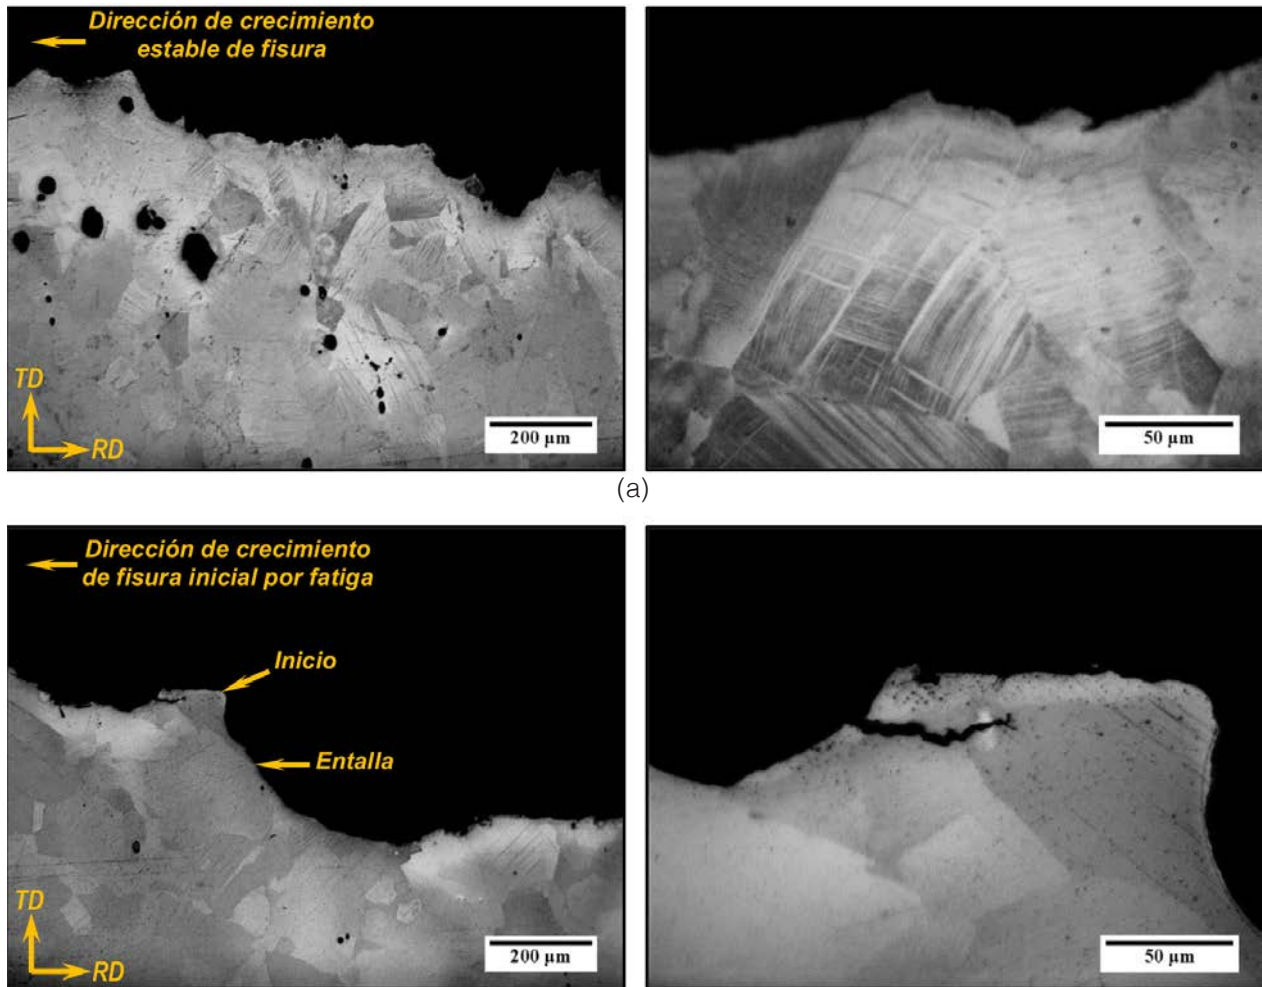 Dirección de crecimiento
estable de fisura
TD
RD
200 µm
50 µm
(a)
Dirección de crecimiento
de fisura inicial por fatiga
Inicio
Entalla
TD
RD
200 µm
50 µm